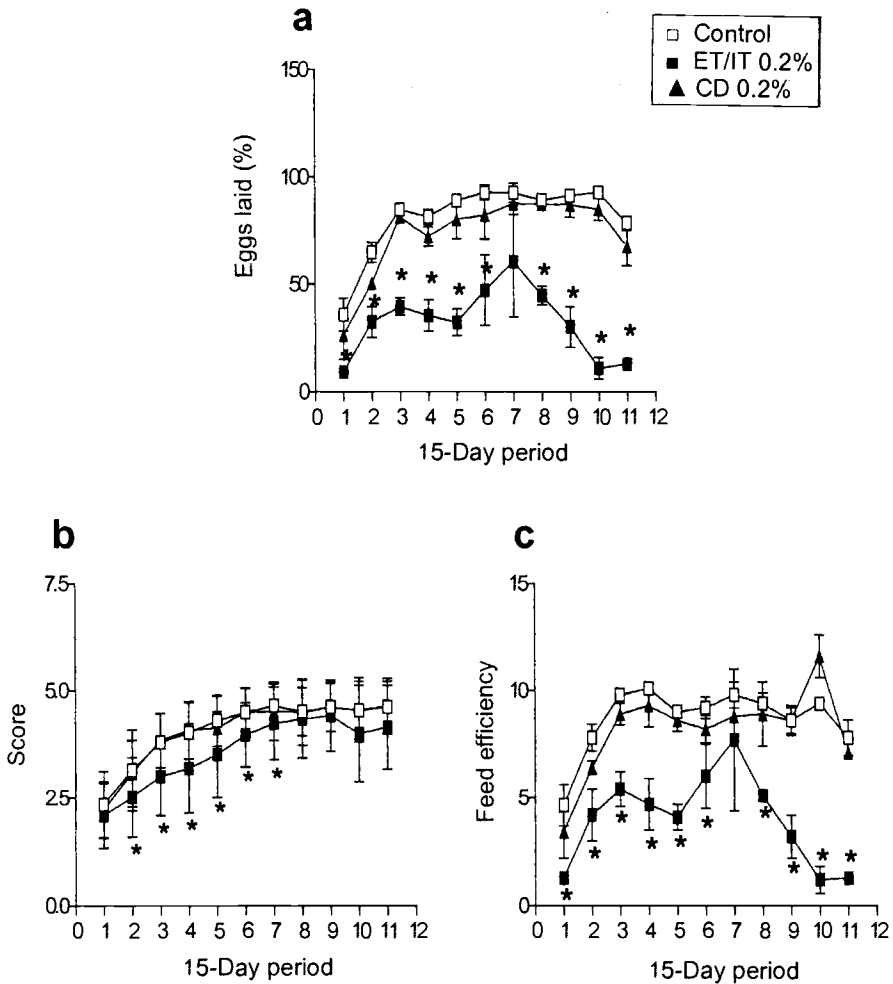 a
Control
ET/IT 0.2%
CD 0.2%
150
100
50
0
Eggs laid (%)
* * * * * * * * * *
0 1 2 3 4 5 6 7 8 9 10 11 12
15-Day period
b
7.5
5.0
2.5
0.0
Score
* * * * * *
0 1 2 3 4 5 6 7 8 9 10 11 12
15-Day period
c
15
10
5
0
Feed efficiency
* * * * * * * * * *
0 1 2 3 4 5 6 7 8 9 10 11 12
15-Day period